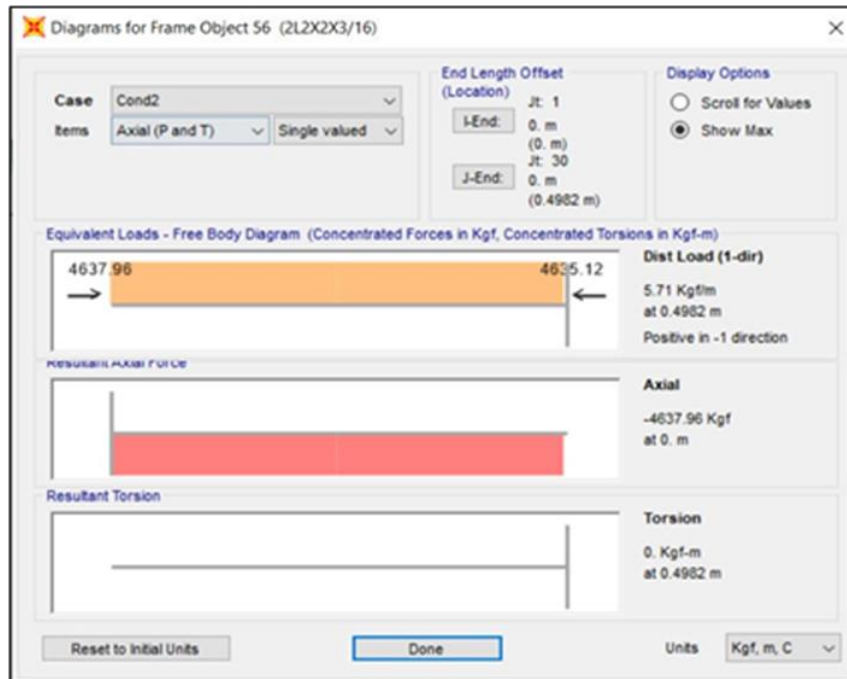 Diagrams for Frame Object 56 (2L2X2X3/16)
Case Cond2
Items Axial (P and T) Single valued
End Length Offset
(Location)
Jt: 1
I-End: 0. m
(0. m)
Jt: 30
J-End: 0. m
(0.4982 m)
Display Options
Scroll for Values
Show Max
Equivalent Loads - Free Body Diagram (Concentrated Forces in Kgf, Concentrated Torsions in Kgf-m)
4637.96 4635.12
Dist Load (1-dir)
5.71 Kgf/m
at 0.4982 m
Positive in -1 direction
Resultant Axial Force
Axial
-4637.96 Kgf
at 0. m
Resultant Torsion
Torsion
0. Kgf-m
at 0.4982 m
Reset to Initial Units Done Units Kgf, m, C